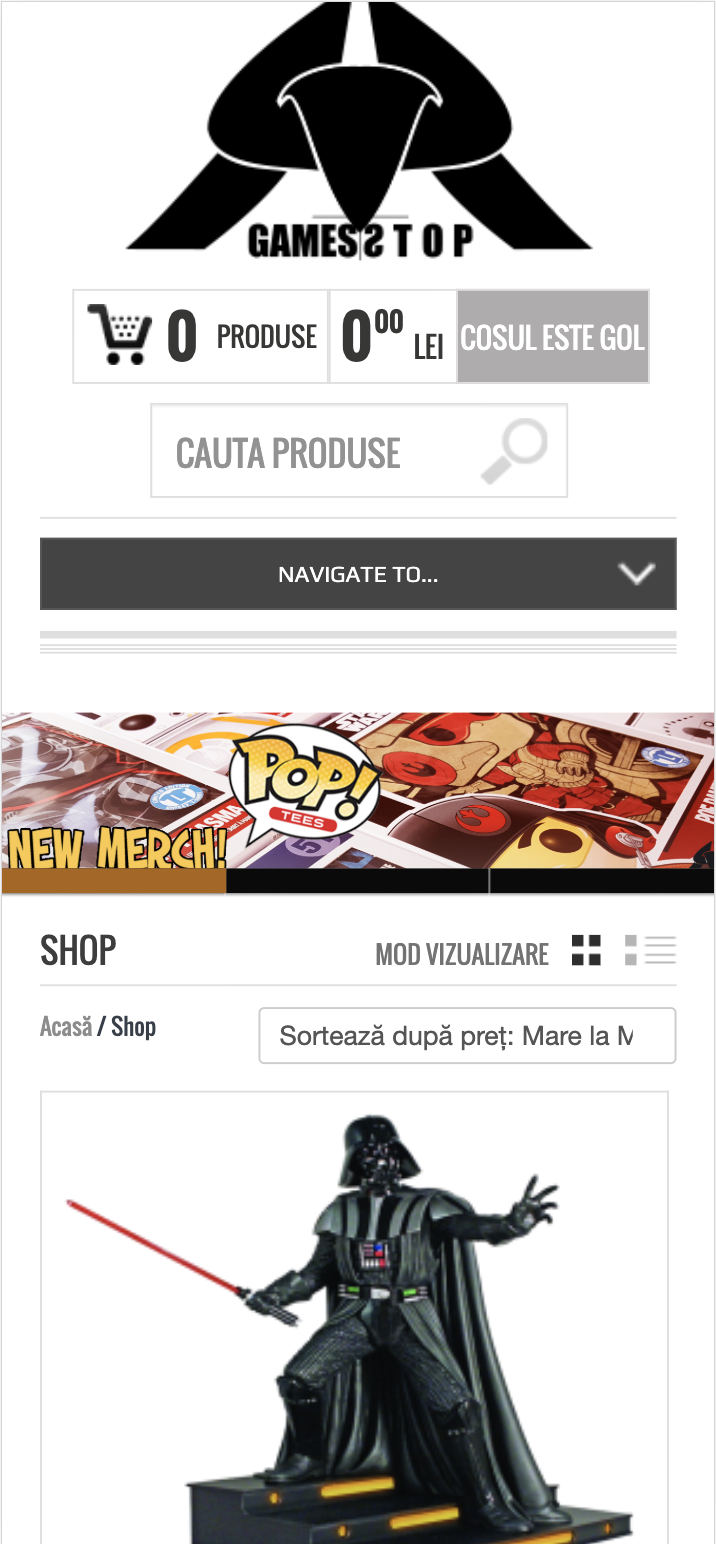 GAMESSTOP
0 PRODUSE
0 00 LEI
COSUL ESTE GOL
CAUTA PRODUSE
NAVIGATE TO...
POP!
TEES
NEW MERCH!
SHOP
MOD VIZUALIZARE
Acasă / Shop
Sortează după preț: Mare la M